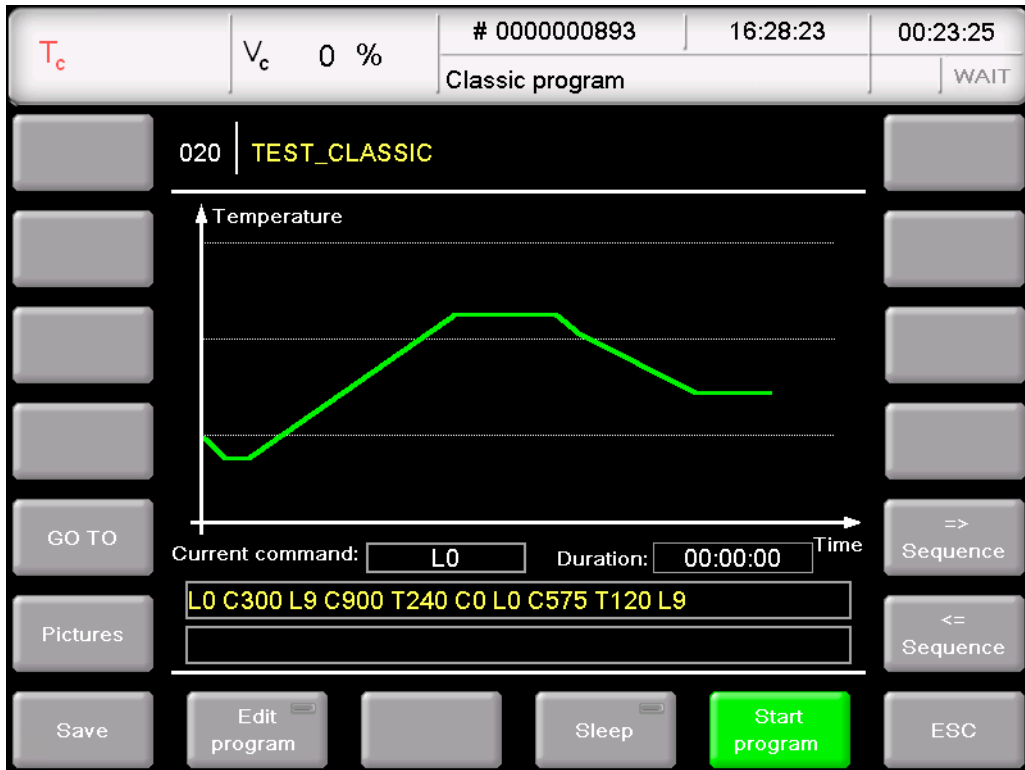 Tc
Vc 0 %
# 0000000893
16:28:23
00:23:25
Classic program
WAIT
020 TEST_CLASSIC
Temperature
Time
GO TO
Current command: L0
Duration: 00:00:00
=>
Sequence
L0 C300 L9 C900 T240 C0 L0 C575 T120 L9
Pictures
<=
Sequence
Save
Edit
program
Sleep
Start
program
ESC